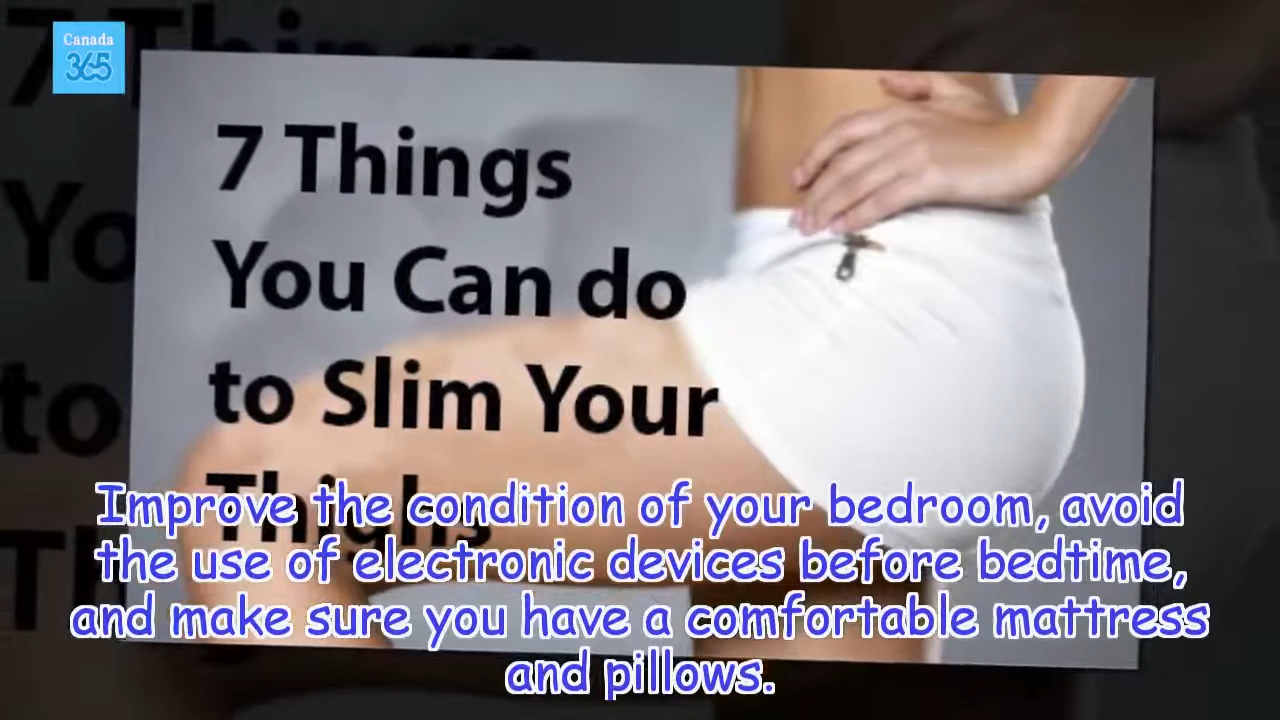 Canada
365
7 Things
You Can do
to Slim Your
Thighs
Improve the condition of your bedroom, avoid
the use of electronic devices before bedtime,
and make sure you have a comfortable mattress
and pillows.